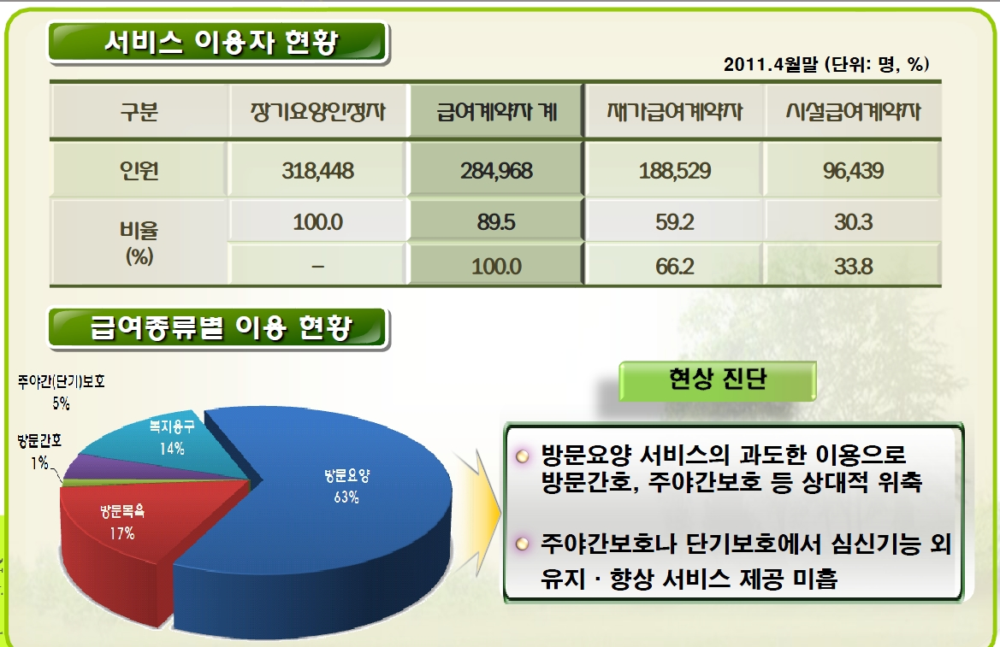 서비스 이용자 현황
2011.4월말 (단위: 명, %)
구분 장기요양인정자 급여계약자 계 재가급여계약자 시설급여계약자
인원 318,448 284,968 188,529 96,439
비율 100.0 89.5 59.2 30.3
(%) – 100.0 66.2 33.8
급여종류별 이용 현황
주야간(단기)보호
5%
복지용구
14%
방문간호
1%
방문요양
63%
방문목욕
17%
현상 진단
방문요양 서비스의 과도한 이용으로
방문간호, 주야간보호 등 상대적 위축
주야간보호나 단기보호에서 심신기능 외
유지 · 향상 서비스 제공 미흡